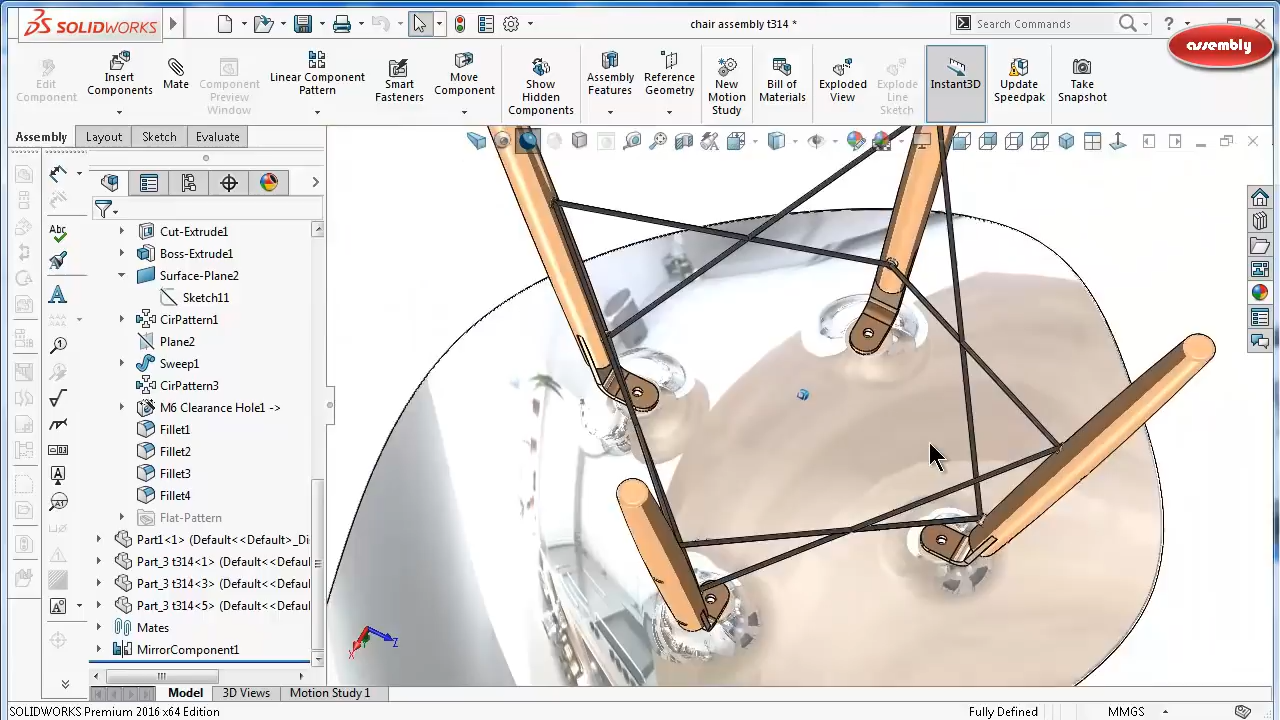 SOLIDWORKS
chair assembly t314 *
Search Commands
?
assembly
Edit Component
Insert Components
Mate
Component Preview Window
Linear Component Pattern
Smart Fasteners
Move Component
Show Hidden Components
Assembly Features
Reference Geometry
New Motion Study
Bill of Materials
Exploded View
Explode Line Sketch
Instant3D
Update Speedpak
Take Snapshot
Assembly
Layout
Sketch
Evaluate
Cut-Extrude1
Boss-Extrude1
Surface-Plane2
Sketch11
CirPattern1
Plane2
Sweep1
CirPattern3
M6 Clearance Hole1 ->
Fillet1
Fillet2
Fillet3
Fillet4
Flat-Pattern
Part1<1> (Default<<Default>_Di
Part_3 t314<1> (Default<<Defaul
Part_3 t314<3> (Default<<Defaul
Part_3 t314<5> (Default<<Defaul
Mates
MirrorComponent1
Abc
A
X
Z
Model
3D Views
Motion Study 1
SOLIDWORKS Premium 2016 x64 Edition
Fully Defined
MMGS